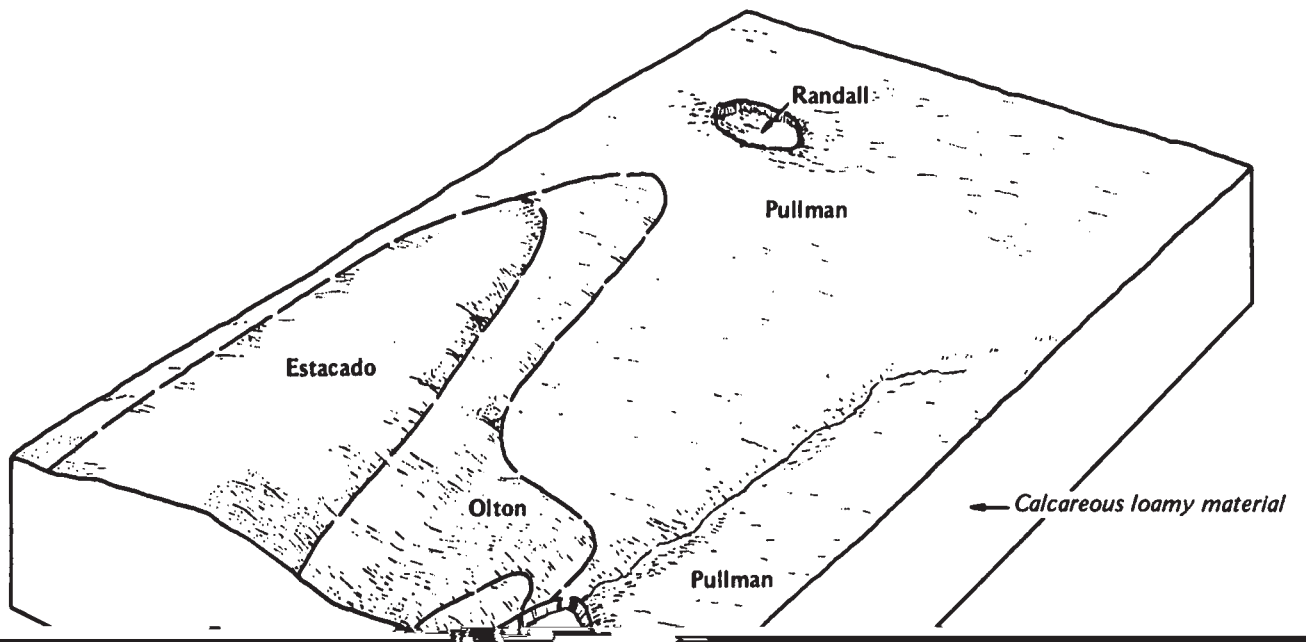 Randall
Pullman
Estacado
Olton
Calcareous loamy material
Pullman